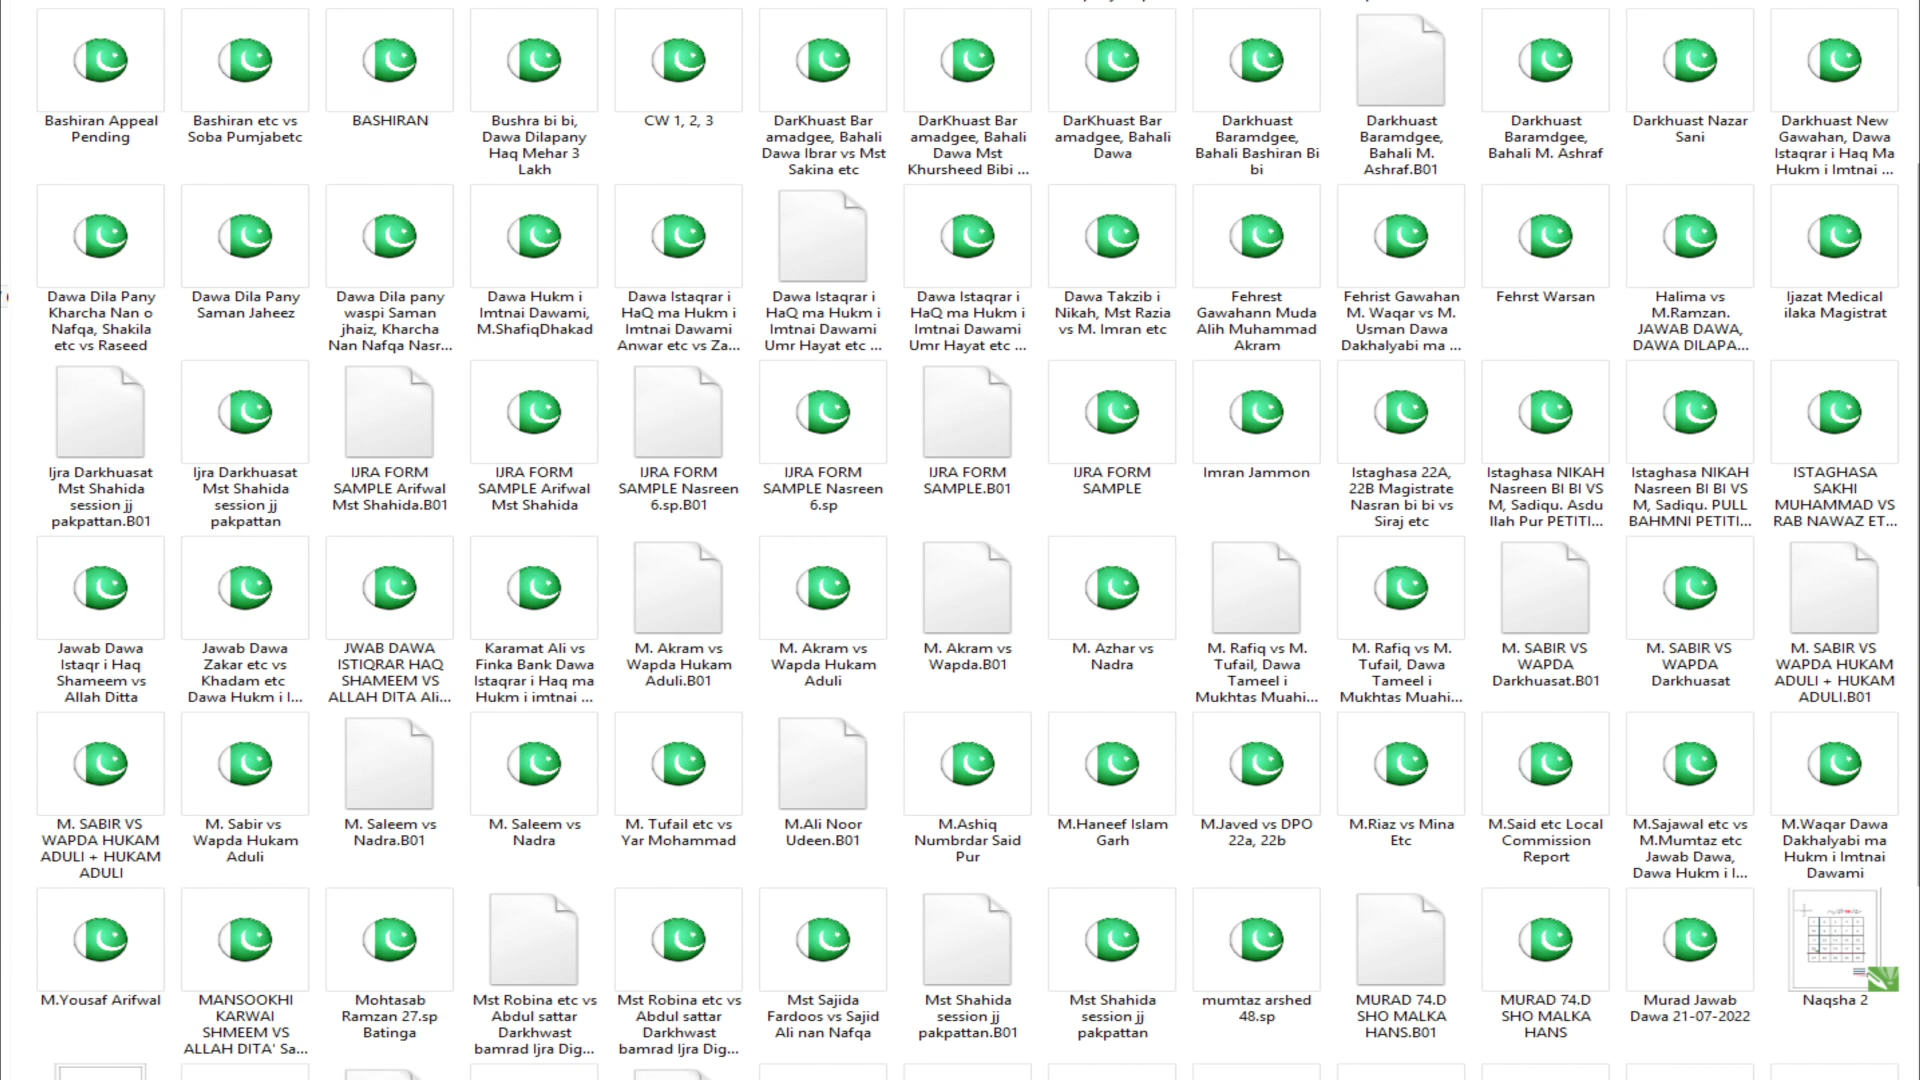 Bashiran Appeal
Pending
Bashiran etc vs
Soba Pumjabetc
BASHIRAN
Bushra bi bi,
Dawa Dilapany
Haq Mehar 3
Lakh
CW 1, 2, 3
DarKhuast Bar
amadgee, Bahali
Dawa Ibrar vs Mst
Sakina etc
DarKhuast Bar
amadgee, Bahali
Dawa Mst
Khursheed Bibi ...
DarKhuast Bar
amadgee, Bahali
Dawa
Darkhuast
Baramdgee,
Bahali Bashiran Bi
bi
Darkhuast
Baramdgee,
Bahali M.
Ashraf.B01
Darkhuast
Baramdgee,
Bahali M. Ashraf
Darkhuast Nazar
Sani
Darkhuast New
Gawahan, Dawa
Istaqrar i Haq Ma
Hukm i Imtnai ...
Dawa Dila Pany
Kharcha Nan o
Nafqa, Shakila
etc vs Raseed
Dawa Dila Pany
Saman Jaheez
Dawa Dila pany
waspi Saman
jhaiz, Kharcha
Nan Nafqa Nasr...
Dawa Hukm i
Imtnai Dawami,
M.ShafiqDhakad
Dawa Istaqrar i
HaQ ma Hukm i
Imtnai Dawami
Anwar etc vs Za...
Dawa Istaqrar i
HaQ ma Hukm i
Imtnai Dawami
Umr Hayat etc ...
Dawa Istaqrar i
HaQ ma Hukm i
Imtnai Dawami
Umr Hayat etc ...
Dawa Takzib i
Nikah, Mst Razia
vs M. Imran etc
Fehrest
Gawahann Muda
Alih Muhammad
Akram
Fehrist Gawahan
M. Waqar vs M.
Usman Dawa
Dakhalyabi ma ...
Fehrst Warsan
Halima vs
M.Ramzan.
JAWAB DAWA,
DAWA DILAPA...
Ijazat Medical
ilaka Magistrat
Ijra Darkhuasat
Mst Shahida
session jj
pakpattan.B01
Ijra Darkhuasat
Mst Shahida
session jj
pakpattan
IJRA FORM
SAMPLE Arifwal
Mst Shahida.B01
IJRA FORM
SAMPLE Arifwal
Mst Shahida
IJRA FORM
SAMPLE Nasreen
6.sp.B01
IJRA FORM
SAMPLE Nasreen
6.sp
IJRA FORM
SAMPLE.B01
IJRA FORM
SAMPLE
Imran Jammon
Istaghasa 22A,
22B Magistrate
Nasran bi bi vs
Siraj etc
Istaghasa NIKAH
Nasreen BI BI VS
M, Sadiqu. Asdu
llah Pur PETITI...
Istaghasa NIKAH
Nasreen BI BI VS
M, Sadiqu. PULL
BAHMNI PETITI...
ISTAGHASA
SAKHI
MUHAMMAD VS
RAB NAWAZ ET...
Jawab Dawa
Istaqr i Haq
Shameem vs
Allah Ditta
Jawab Dawa
Zakar etc vs
Khadam etc
Dawa Hukm i I...
JWAB DAWA
ISTIQRAR HAQ
SHAMEEM VS
ALLAH DITA Ali...
Karamat Ali vs
Finka Bank Dawa
Istaqrar i Haq ma
Hukm i imtnai ...
M. Akram vs
Wapda Hukam
Aduli.B01
M. Akram vs
Wapda Hukam
Aduli
M. Akram vs
Wapda.B01
M. Azhar vs
Nadra
M. Rafiq vs M.
Tufail, Dawa
Tameel i
Mukhtas Muahi...
M. Rafiq vs M.
Tufail, Dawa
Tameel i
Mukhtas Muahi...
M. SABIR VS
WAPDA
Darkhuasat.B01
M. SABIR VS
WAPDA
Darkhuasat
M. SABIR VS
WAPDA HUKAM
ADULI + HUKAM
ADULI.B01
M. SABIR VS
WAPDA HUKAM
ADULI + HUKAM
ADULI
M. Sabir vs
Wapda Hukam
Aduli
M. Saleem vs
Nadra.B01
M. Saleem vs
Nadra
M. Tufail etc vs
Yar Mohammad
M.Ali Noor
Udeen.B01
M.Ashiq
Numbrdar Said
Pur
M.Haneef Islam
Garh
M.Javed vs DPO
22a, 22b
M.Riaz vs Mina
Etc
M.Said etc Local
Commission
Report
M.Sajawal etc vs
M.Mumtaz etc
Jawab Dawa,
Dawa Hukm i I...
M.Waqar Dawa
Dakhalyabi ma
Hukm i Imtnai
Dawami
M.Yousaf Arifwal
MANSOOKHI
KARWAI
SHMEEM VS
ALLAH DITA' Sa...
Mohtasab
Ramzan 27.sp
Batinga
Mst Robina etc vs
Abdul sattar
Darkhwast
bamrad Ijra Dig...
Mst Robina etc vs
Abdul sattar
Darkhwast
bamrad Ijra Dig...
Mst Sajida
Fardoos vs Sajid
Ali nan Nafqa
Mst Shahida
session jj
pakpattan.B01
Mst Shahida
session jj
pakpattan
mumtaz arshed
48.sp
MURAD 74.D
SHO MALKA
HANS.B01
MURAD 74.D
SHO MALKA
HANS
Murad Jawab
Dawa 21-07-2022
Naqsha 2